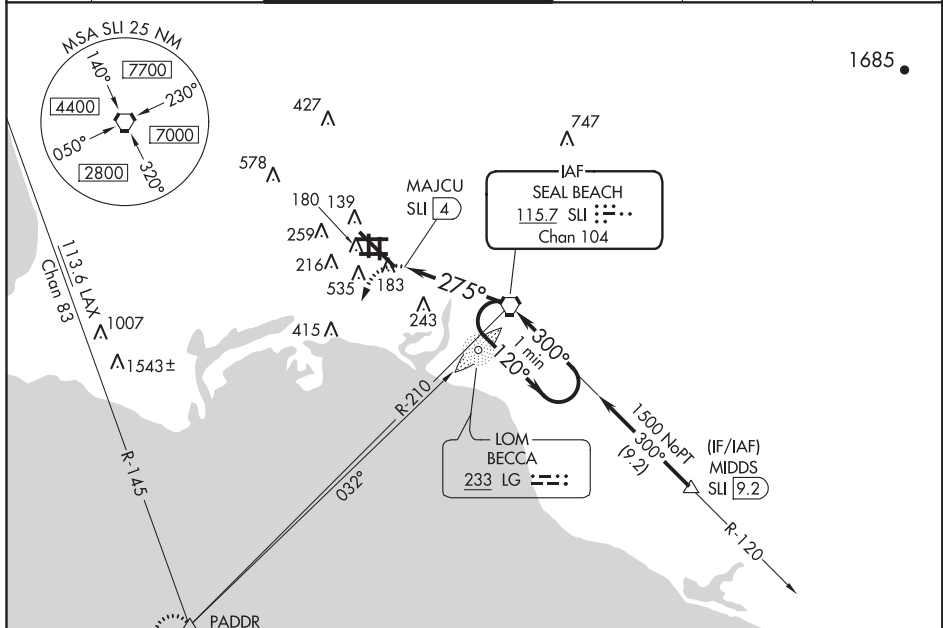 MSA SLI 25 NM
140°
7700
230°
4400
7000
050°
2800
320°
1685
427
747
578
IAF
SEAL BEACH
115.7 SLI
Chan 104
MAJCU
SLI 4
180
139
259
216
535
183
275°
243
415
113.6 LAX
Chan 83
1007
1543±
300°
1 min
120°
R-210
032°
1500 NoPT
300°
(9.2)
(IF/IAF)
MIDDS
SLI 9.2
LOM
BECCA
233 LG
R-145
R-120
PADDR